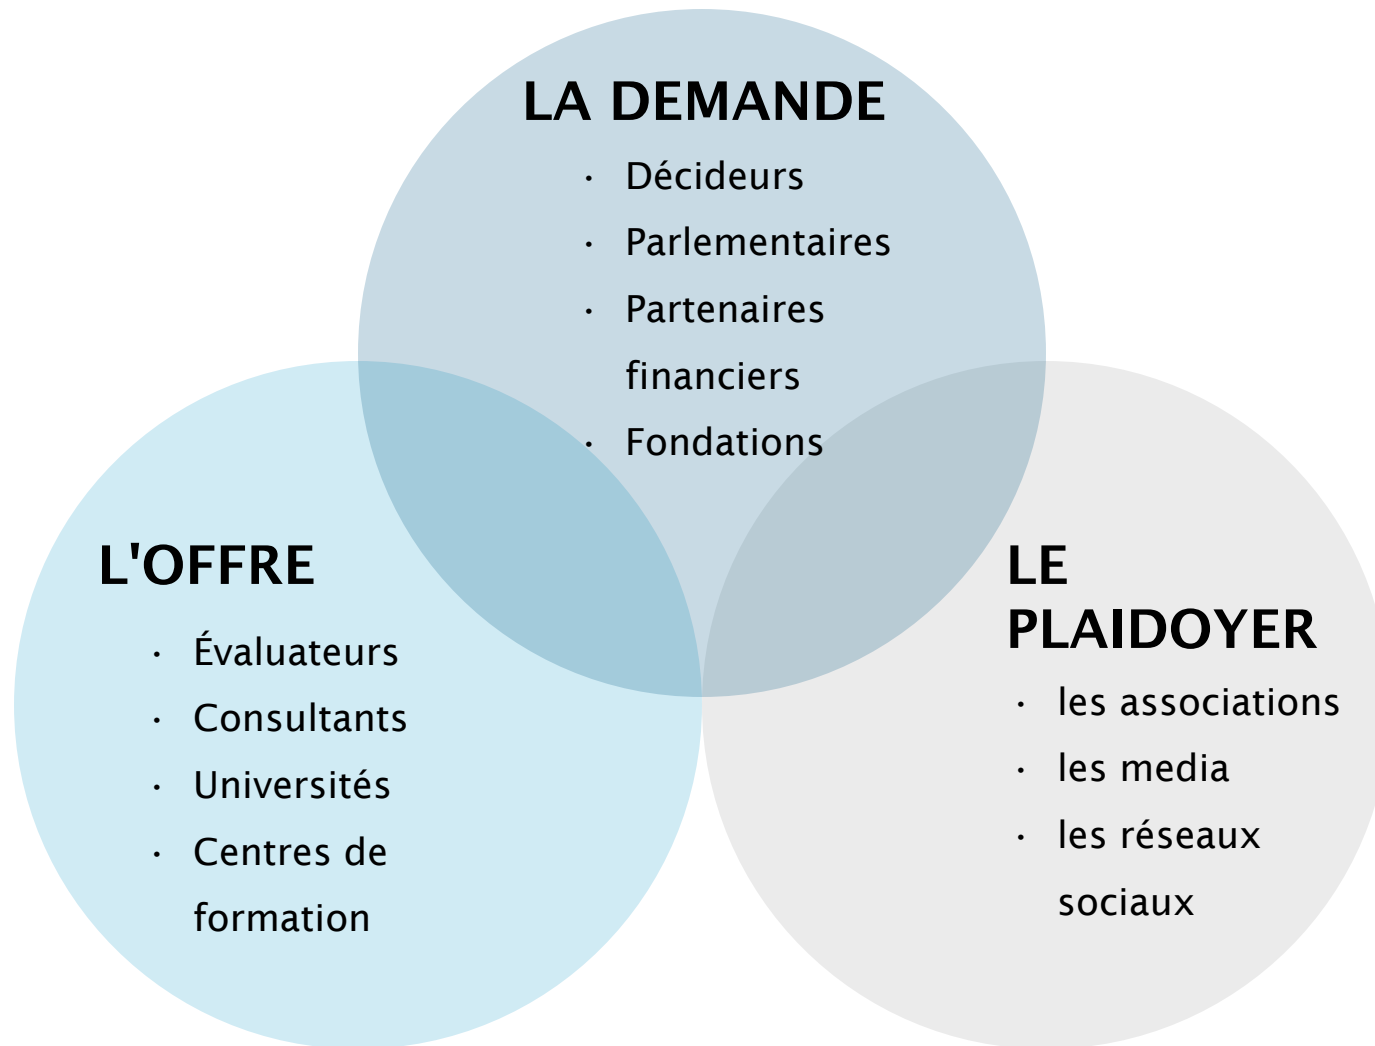 LA DEMANDE
· Décideurs
· Parlementaires
· Partenaires
financiers
· Fondations
L'OFFRE
· Évaluateurs
· Consultants
· Universités
· Centres de
formation
LE
PLAIDOYER
· les associations
· les media
· les réseaux
sociaux